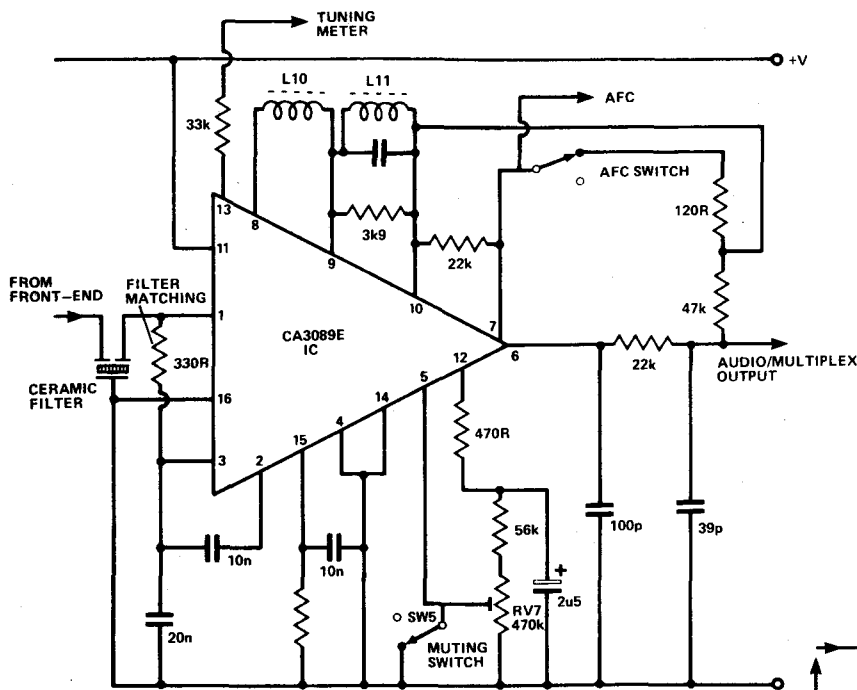 TUNING
METER
+V
L10
L11
AFC
33k
AFC SWITCH
120R
13
8
3k9
11
9
22k
10
47k
FROM
FRONT-END
FILTER
MATCHING
1
7
CA3089E
IC
12
6
330R
22k
AUDIO/MULTIPLEX
OUTPUT
CERAMIC
FILTER
16
5
14
4
470R
3
2
15
56k
100p
39p
10n
10n
+
SW5
RV7
470k
2u5
20n
MUTING
SWITCH